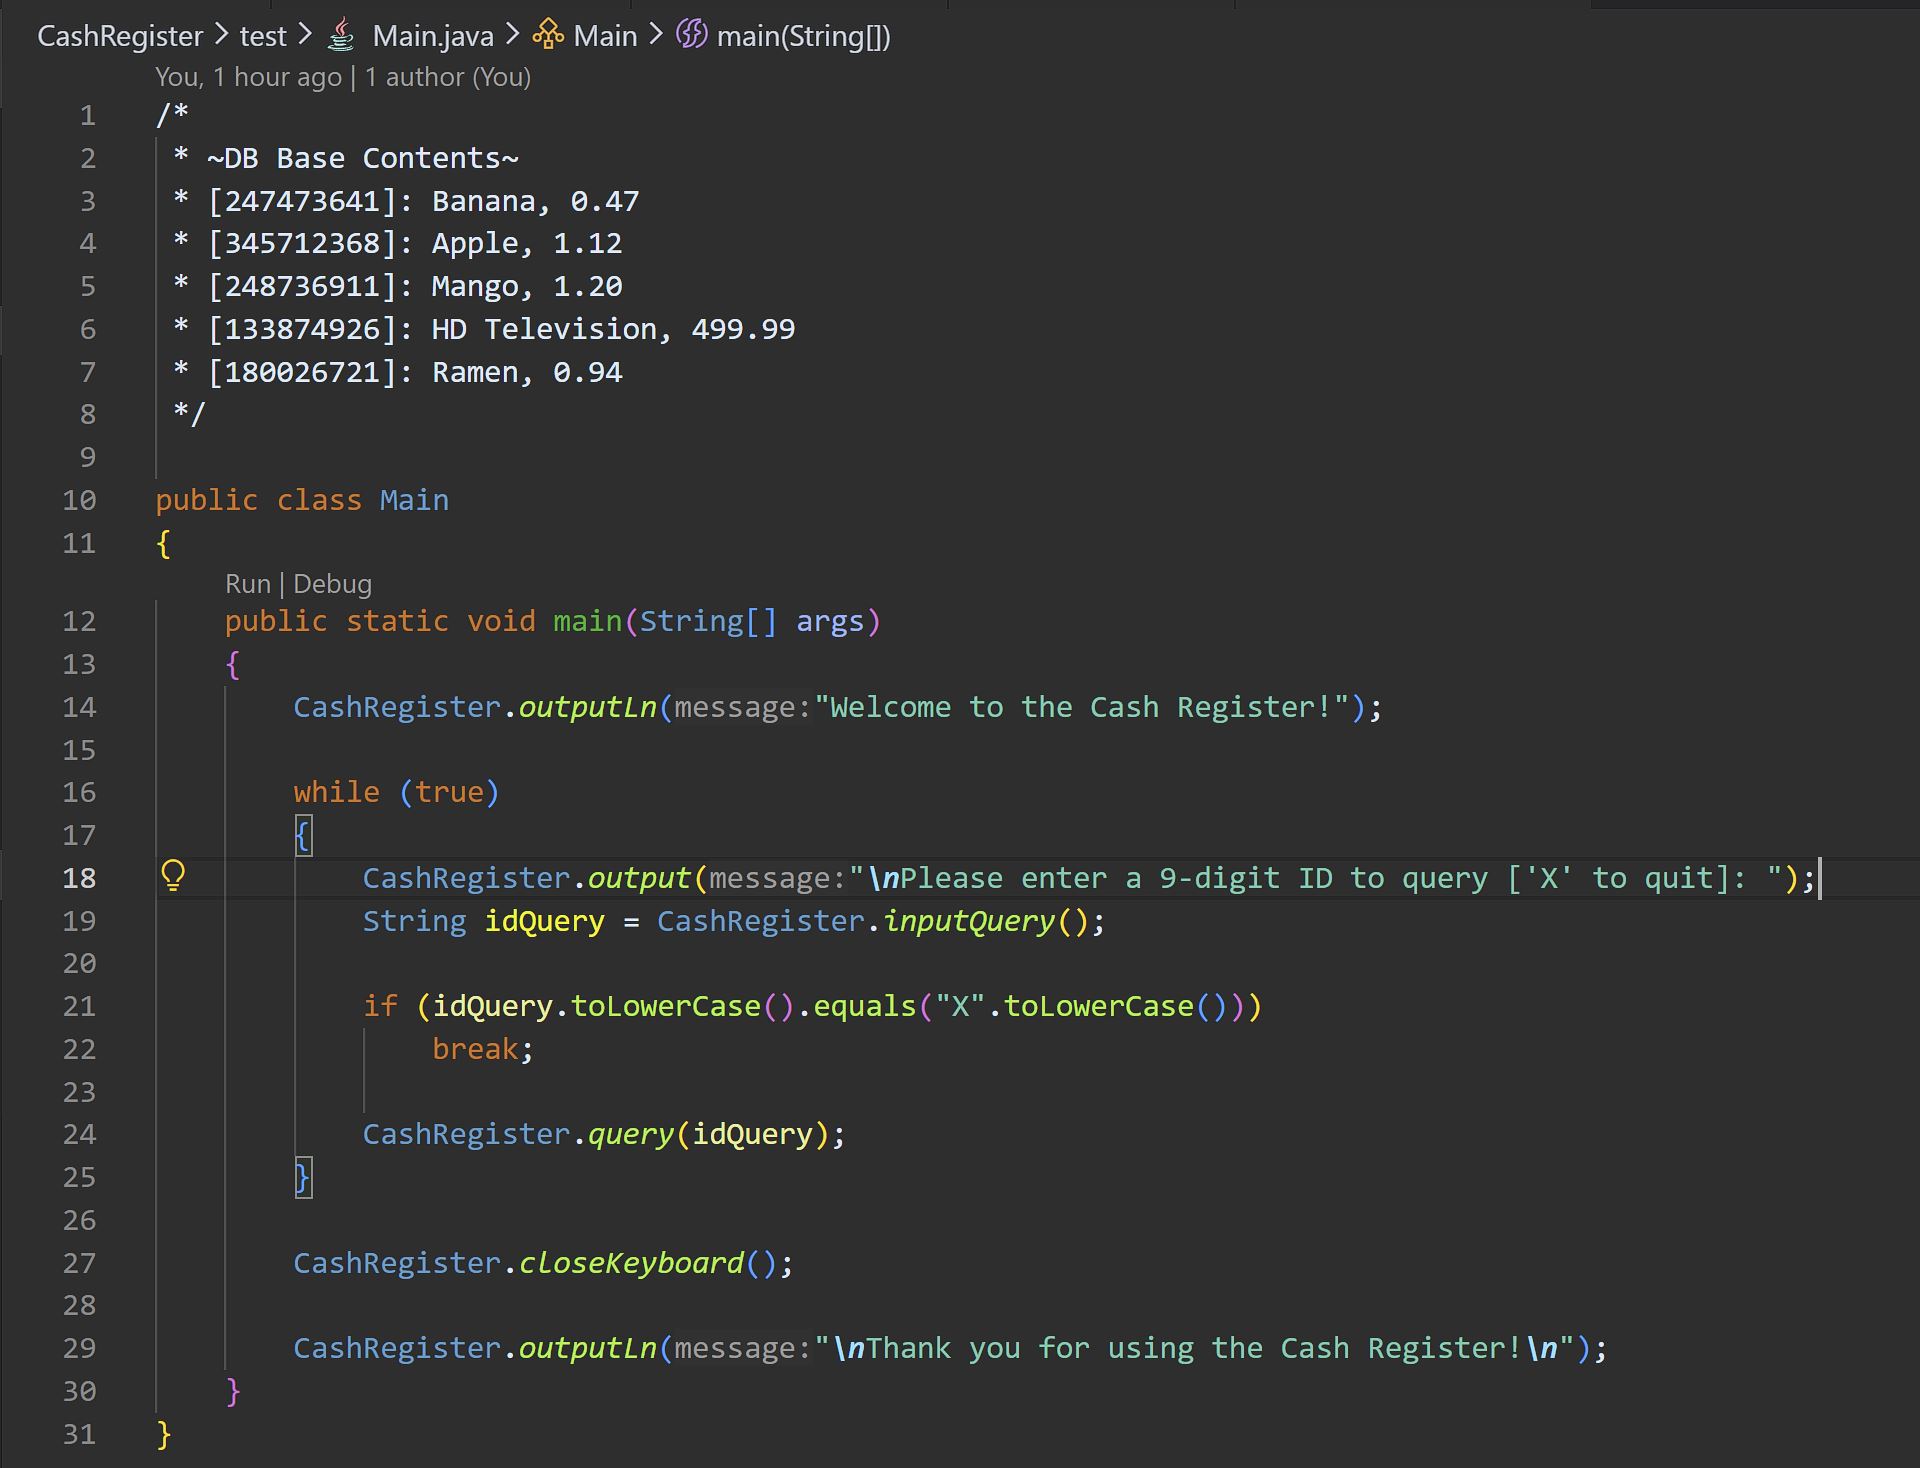 CashRegister > test > Main.java > Main > main(String[])
You, 1 hour ago | 1 author (You)
1 /*
2  * ~DB Base Contents~
3  * [247473641]: Banana, 0.47
4  * [345712368]: Apple, 1.12
5  * [248736911]: Mango, 1.20
6  * [133874926]: HD Television, 499.99
7  * [180026721]: Ramen, 0.94
8  */
9
10 public class Main
11 {
Run | Debug
12     public static void main(String[] args)
13     {
14         CashRegister.outputLn(message:"Welcome to the Cash Register!");
15
16         while (true)
17         {
18             CashRegister.output(message:"\nPlease enter a 9-digit ID to query ['X' to quit]: ");
19             String idQuery = CashRegister.inputQuery();
20
21             if (idQuery.toLowerCase().equals("X".toLowerCase()))
22                 break;
23
24             CashRegister.query(idQuery);
25         }
26
27         CashRegister.closeKeyboard();
28
29         CashRegister.outputLn(message:"\nThank you for using the Cash Register!\n");
30     }
31 }